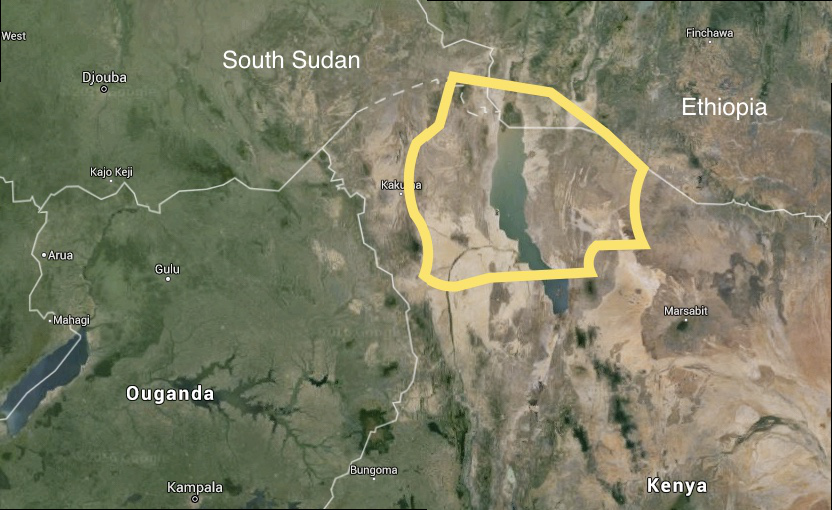 West
Finchawa
South Sudan
Djouba
Ethiopia
Kajo Keji
Kakuma
Arua
Gulu
Marsabit
Mahagi
Ouganda
Bungoma
Kenya
Kampala